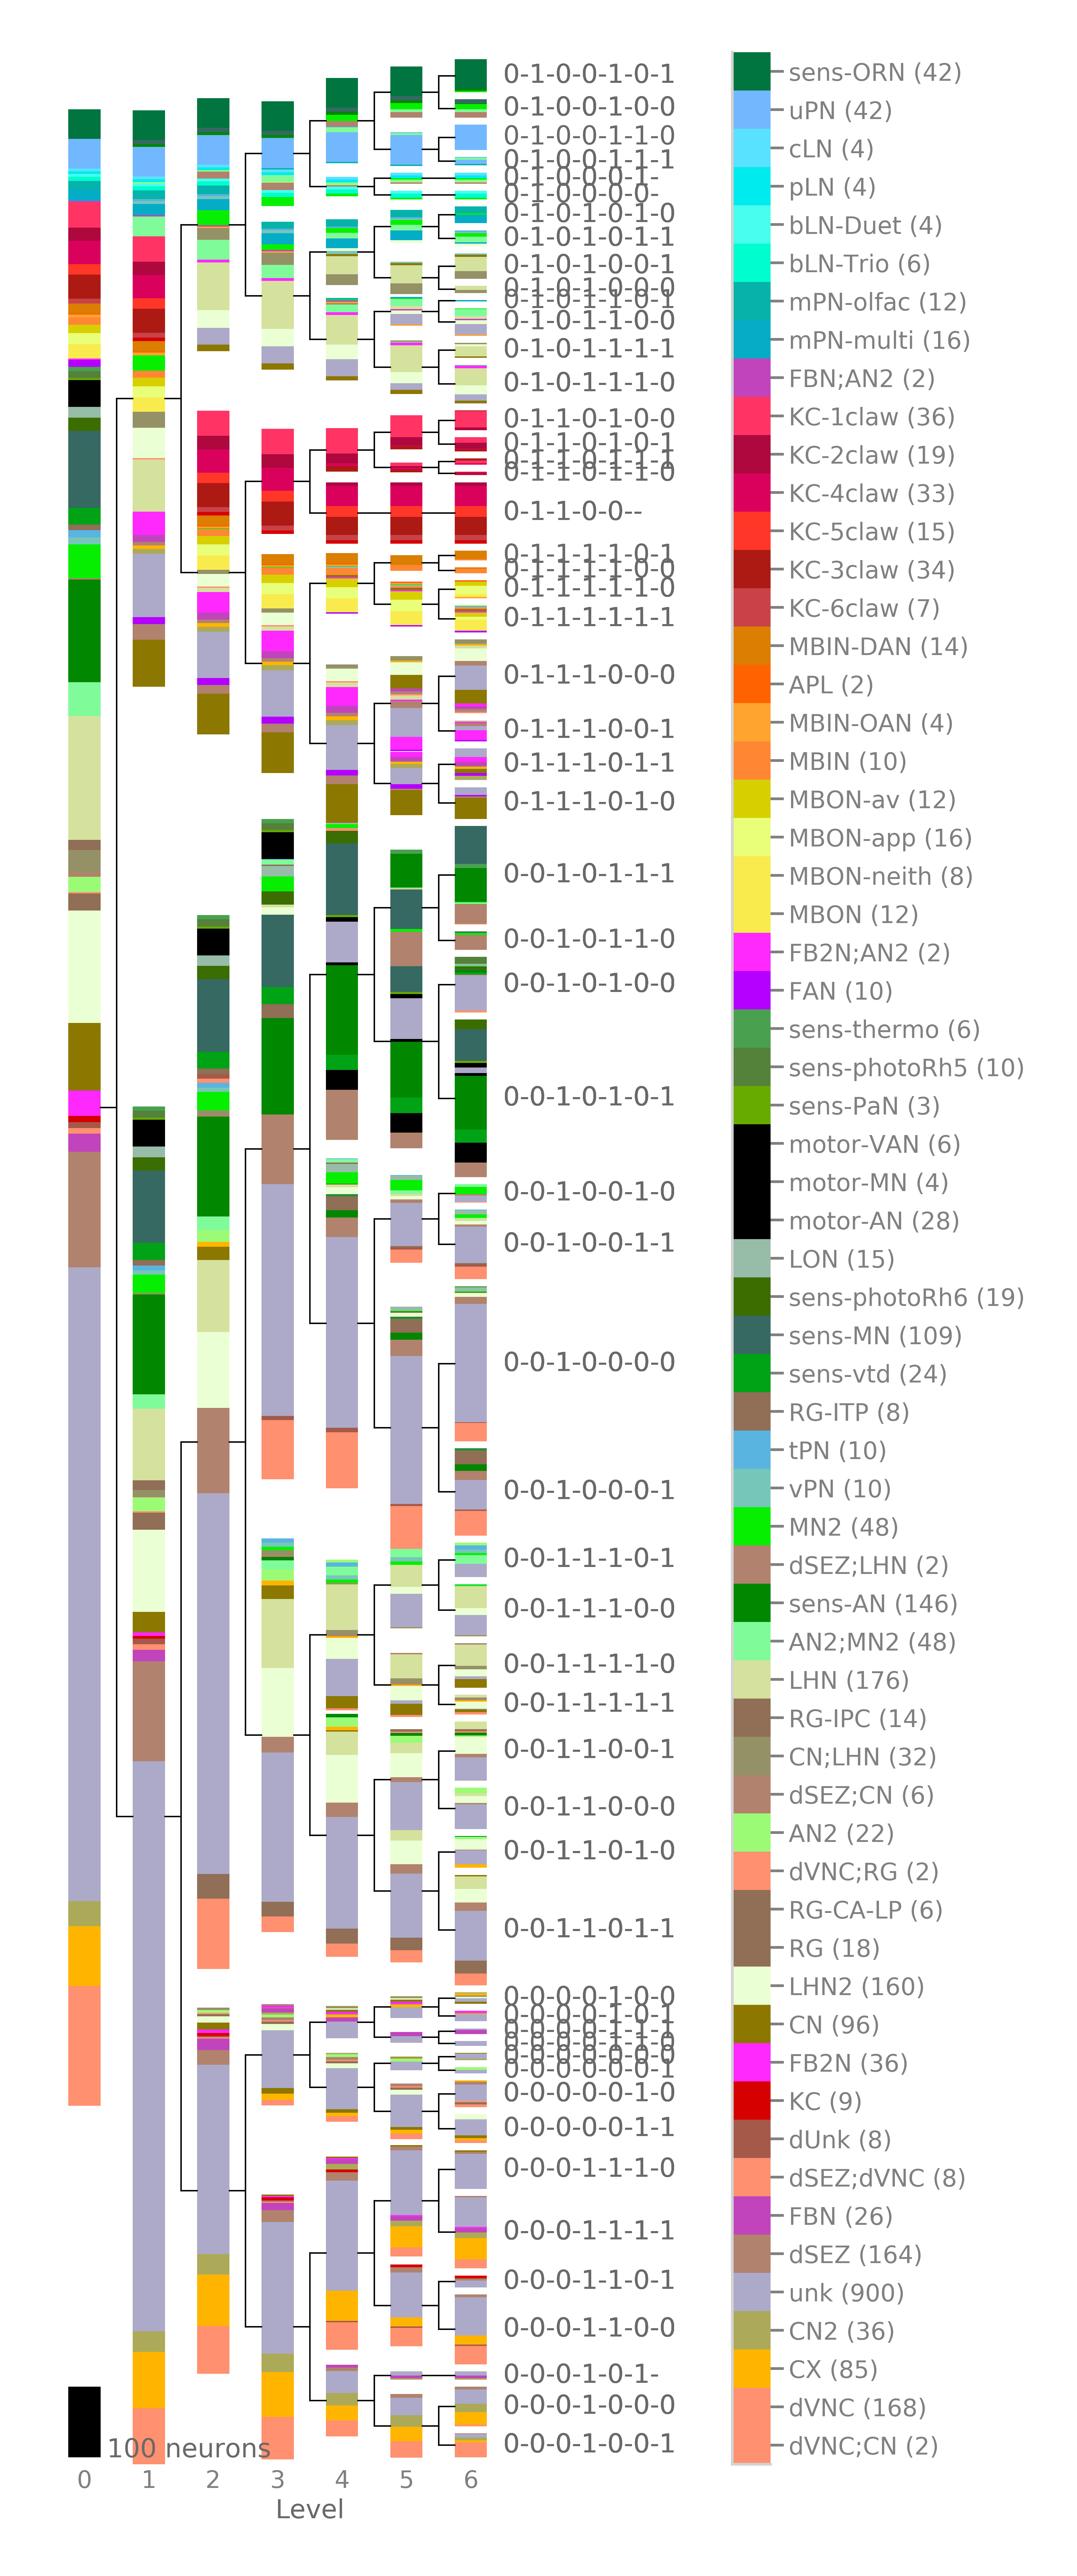 0-1-0-0-1-0-1
0-1-0-0-1-0-0
0-1-0-0-1-1-0
0-1-0-0-1-1-1
0-1-0-0-0-1-
0-1-0-0-0-0-
0-1-0-1-0-1-0
0-1-0-1-0-1-1
0-1-0-1-0-0-1
0-1-0-1-0-0-0
0-1-0-1-1-0-1
0-1-0-1-1-0-0
0-1-0-1-1-1-1
0-1-0-1-1-1-0
0-1-1-0-1-0-0
0-1-1-0-1-0-1
0-1-1-0-1-1-1
0-1-1-0-1-1-0
0-1-1-0-0--
0-1-1-1-1-0-1
0-1-1-1-1-0-0
0-1-1-1-1-1-0
0-1-1-1-1-1-1
0-1-1-1-0-0-0
0-1-1-1-0-0-1
0-1-1-1-0-1-1
0-1-1-1-0-1-0
0-0-1-0-1-1-1
0-0-1-0-1-1-0
0-0-1-0-1-0-0
0-0-1-0-1-0-1
0-0-1-0-0-1-0
0-0-1-0-0-1-1
0-0-1-0-0-0-0
0-0-1-0-0-0-1
0-0-1-1-1-0-1
0-0-1-1-1-0-0
0-0-1-1-1-1-0
0-0-1-1-1-1-1
0-0-1-1-0-0-1
0-0-1-1-0-0-0
0-0-1-1-0-1-0
0-0-1-1-0-1-1
0-0-0-0-1-0-0
0-0-0-0-1-0-1
0-0-0-0-1-1-1
0-0-0-0-1-1-0
0-0-0-0-0-0-0
0-0-0-0-0-0-1
0-0-0-0-0-1-0
0-0-0-0-0-1-1
0-0-0-1-1-1-0
0-0-0-1-1-1-1
0-0-0-1-1-0-1
0-0-0-1-1-0-0
0-0-0-1-0-1-
0-0-0-1-0-0-0
0-0-0-1-0-0-1
100 neurons
0 1 2 3 4 5 6
Level
sens-ORN (42)
uPN (42)
cLN (4)
pLN (4)
bLN-Duet (4)
bLN-Trio (6)
mPN-olfac (12)
mPN-multi (16)
FBN;AN2 (2)
KC-1claw (36)
KC-2claw (19)
KC-4claw (33)
KC-5claw (15)
KC-3claw (34)
KC-6claw (7)
MBIN-DAN (14)
APL (2)
MBIN-OAN (4)
MBIN (10)
MBON-av (12)
MBON-app (16)
MBON-neith (8)
MBON (12)
FB2N;AN2 (2)
FAN (10)
sens-thermo (6)
sens-photoRh5 (10)
sens-PaN (3)
motor-VAN (6)
motor-MN (4)
motor-AN (28)
LON (15)
sens-photoRh6 (19)
sens-MN (109)
sens-vtd (24)
RG-ITP (8)
tPN (10)
vPN (10)
MN2 (48)
dSEZ;LHN (2)
sens-AN (146)
AN2;MN2 (48)
LHN (176)
RG-IPC (14)
CN;LHN (32)
dSEZ;CN (6)
AN2 (22)
dVNC;RG (2)
RG-CA-LP (6)
RG (18)
LHN2 (160)
CN (96)
FB2N (36)
KC (9)
dUnk (8)
dSEZ;dVNC (8)
FBN (26)
dSEZ (164)
unk (900)
CN2 (36)
CX (85)
dVNC (168)
dVNC;CN (2)